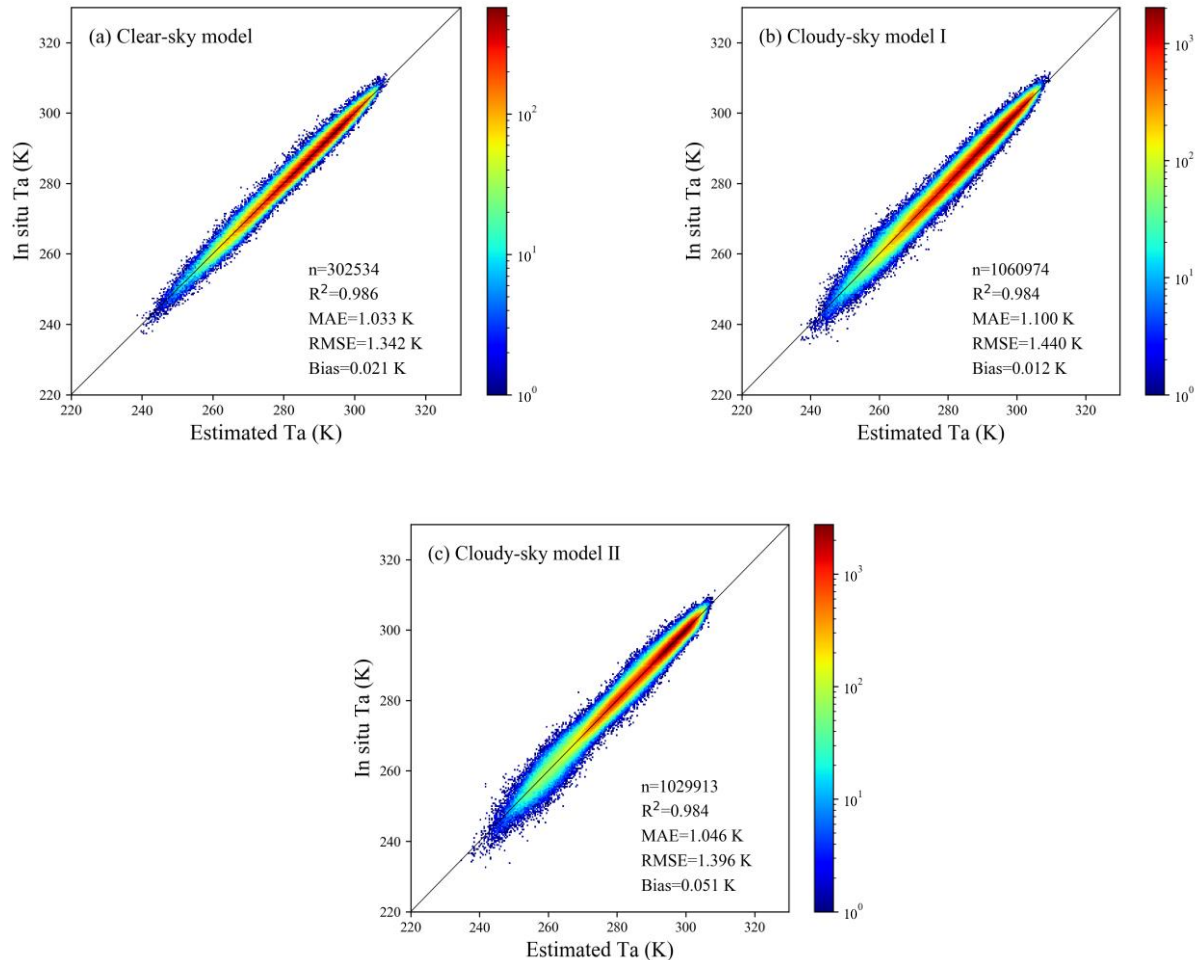 (a) Clear-sky model
330
320
300
280
260
240
220
220
240
260
280
300
320
In situ Ta (K)
Estimated Ta (K)
n=302534
R²=0.986
MAE=1.033 K
RMSE=1.342 K
Bias=0.021 K
10²
10¹
10⁰
(b) Cloudy-sky model I
320
300
280
260
240
220
220
240
260
280
300
320
In situ Ta (K)
Estimated Ta (K)
n=1060974
R²=0.984
MAE=1.100 K
RMSE=1.440 K
Bias=0.012 K
10³
10²
10¹
10⁰
(c) Cloudy-sky model II
320
300
280
260
240
220
220
240
260
280
300
320
In situ Ta (K)
Estimated Ta (K)
n=1029913
R²=0.984
MAE=1.046 K
RMSE=1.396 K
Bias=0.051 K
10³
10²
10¹
10⁰